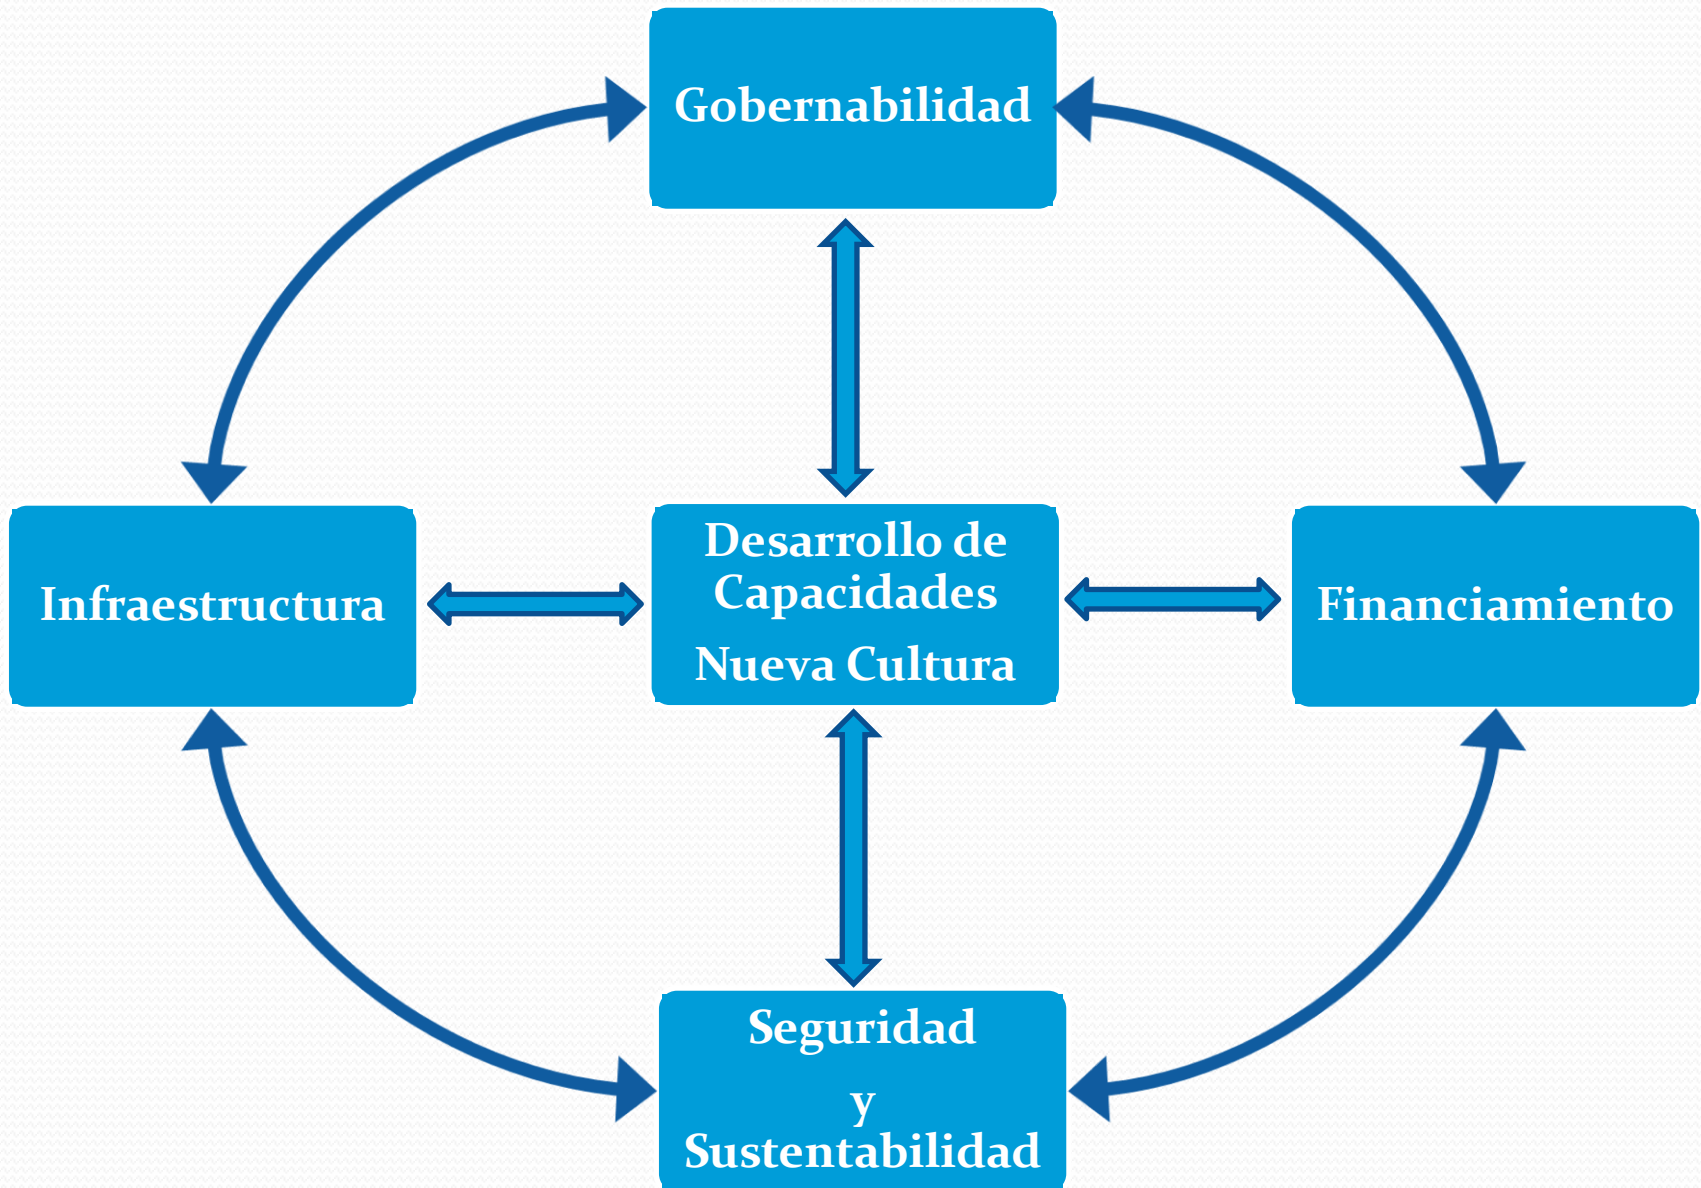 Gobernabilidad
Infraestructura
Desarrollo de
Capacidades
Nueva Cultura
Financiamiento
Seguridad
y
Sustentabilidad